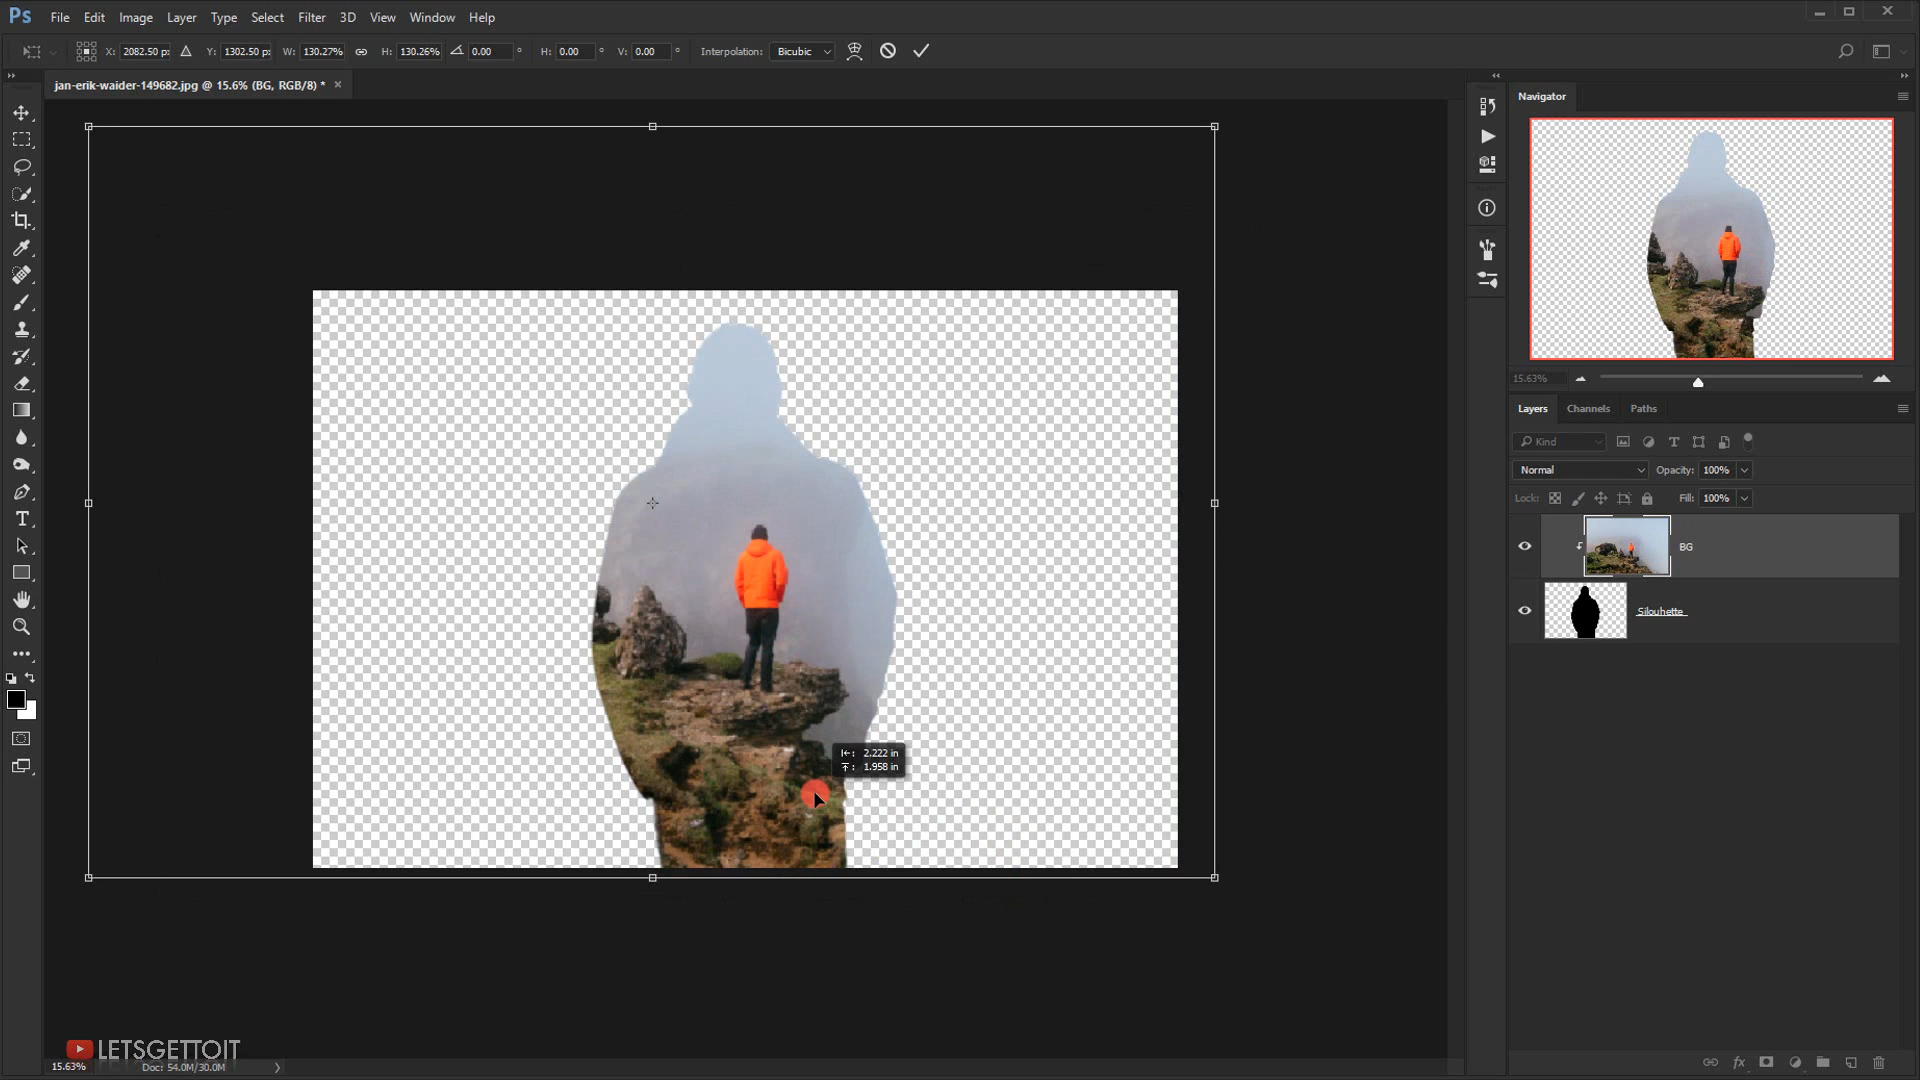 Ps File Edit Image Layer Type Select Filter 3D View Window Help
X: 2082.50 px Y: 1302.50 px W: 130.27% H: 130.26% 0.00 ° H: 0.00 ° V: 0.00 ° Interpolation: Bicubic
jan-erik-waider-149682.jpg @ 15.6% (BG, RGB/8) * ×
Navigator
15.63%
Layers Channels Paths
Kind
Normal Opacity: 100%
Lock: Fill: 100%
BG
Silouhette
2.222 in
1.958 in
LETSGETTOIT
15.63% Doc: 54.0M/30.0M